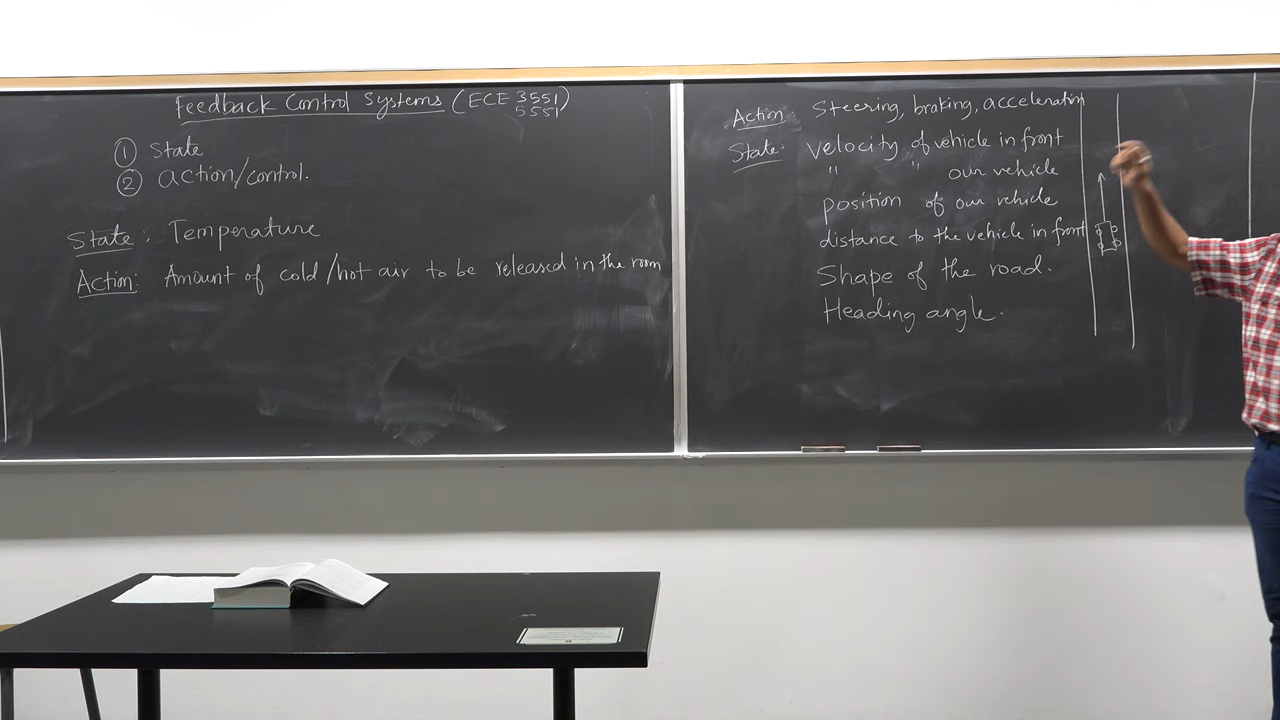 Feedback Control Systems (ECE 3551)
5551
① State
② action/control.
State: Temperature
Action: Amount of cold/hot air to be released in the room
Action: Steering, braking, acceleration
State: Velocity of vehicle in front
" " our vehicle
position of our vehicle
distance to the vehicle in front
Shape of the road.
Heading angle.